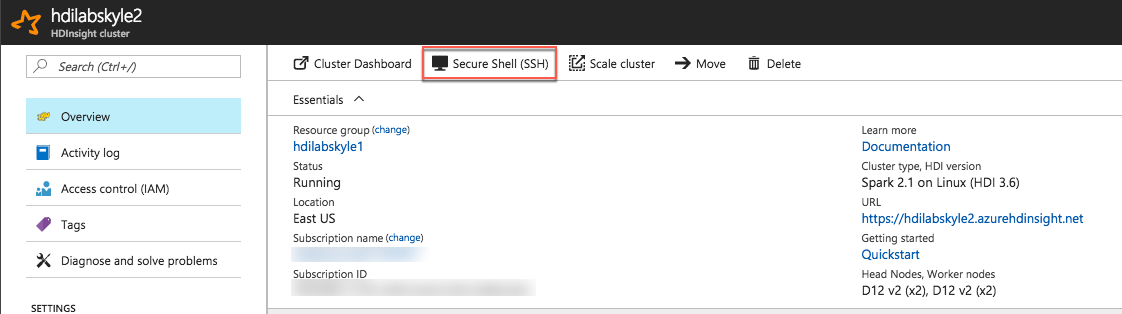 hdilabskyle2
HDInsight cluster
Search (Ctrl+/)
Overview
Activity log
Access control (IAM)
Tags
Diagnose and solve problems
SETTINGS
Cluster Dashboard
Secure Shell (SSH)
Scale cluster
Move
Delete
Essentials
Resource group (change)
hdilabskyle1
Status
Running
Location
East US
Subscription name (change)
Subscription ID
Learn more
Documentation
Cluster type, HDI version
Spark 2.1 on Linux (HDI 3.6)
URL
https://hdilabskyle2.azurehdinsight.net
Getting started
Quickstart
Head Nodes, Worker nodes
D12 v2 (x2), D12 v2 (x2)